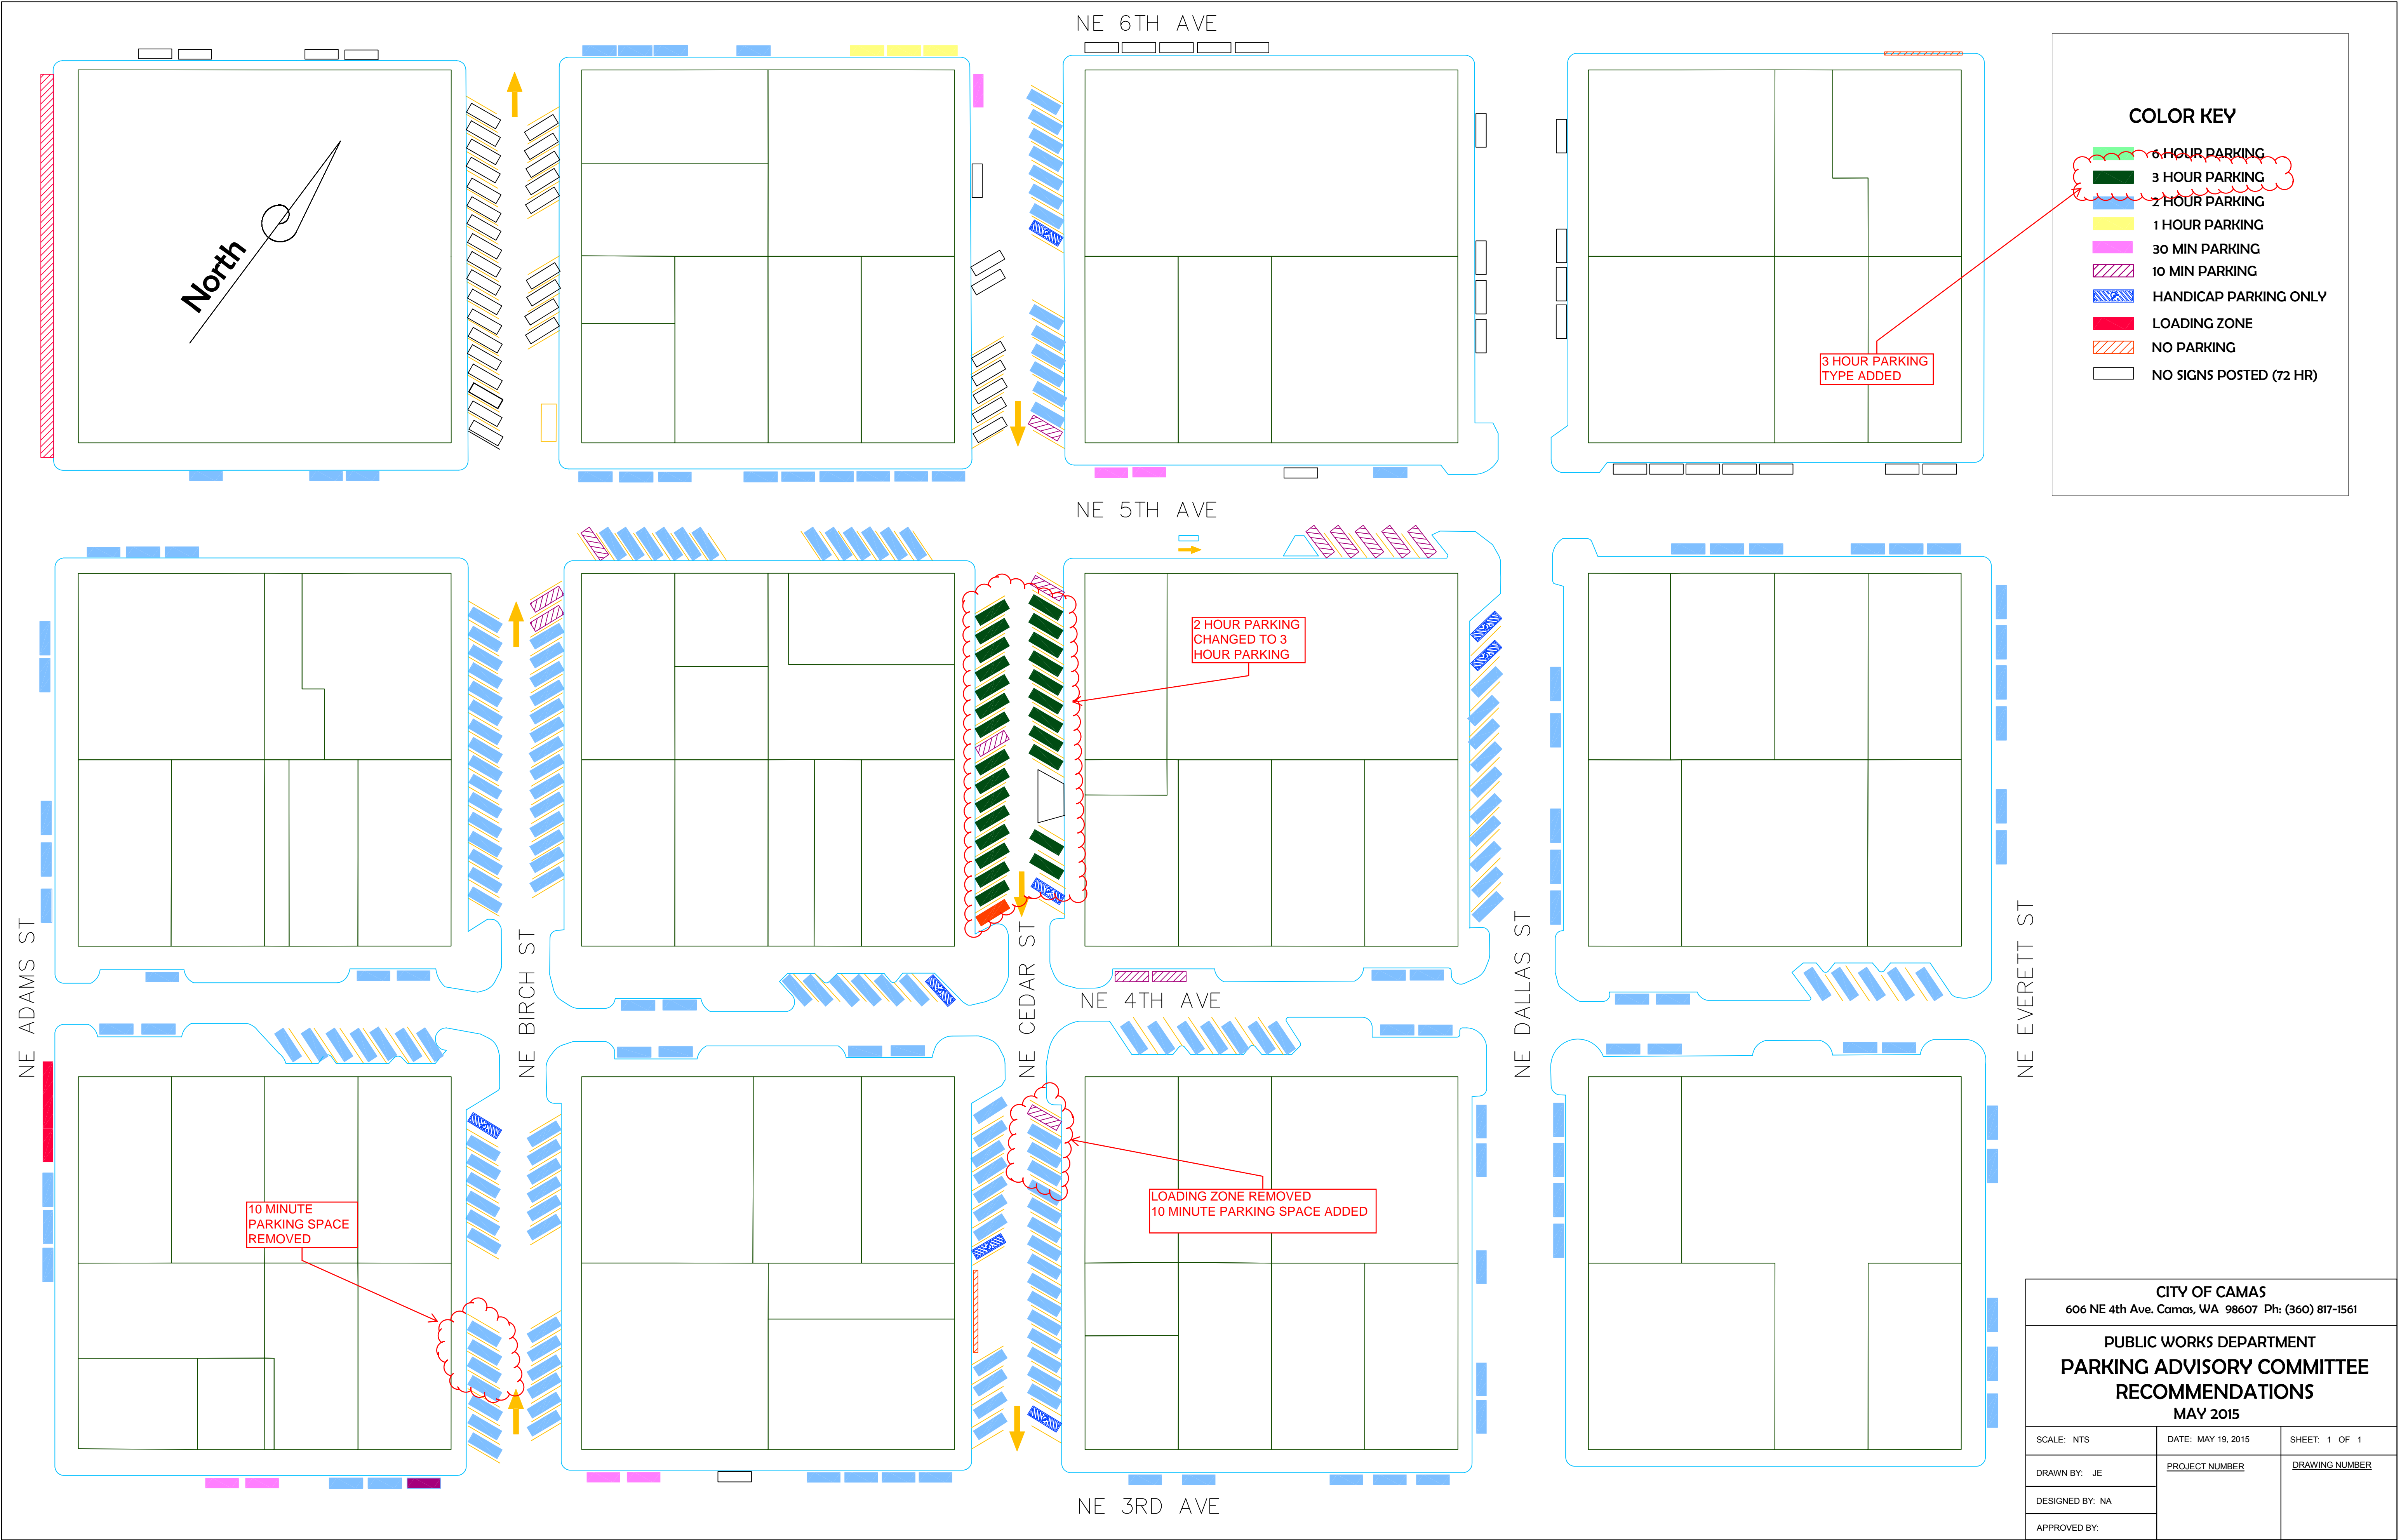 NE 6TH AVE
North
COLOR KEY
6 HOUR PARKING
3 HOUR PARKING
2 HOUR PARKING
1 HOUR PARKING
30 MIN PARKING
10 MIN PARKING
HANDICAP PARKING ONLY
LOADING ZONE
NO PARKING
NO SIGNS POSTED (72 HR)
3 HOUR PARKING
TYPE ADDED
NE 5TH AVE
2 HOUR PARKING
CHANGED TO 3
HOUR PARKING
NE ADAMS ST
NE BIRCH ST
NE CEDAR ST
NE DALLAS ST
NE EVERETT ST
NE 4TH AVE
10 MINUTE
PARKING SPACE
REMOVED
LOADING ZONE REMOVED
10 MINUTE PARKING SPACE ADDED
NE 3RD AVE
CITY OF CAMAS
606 NE 4th Ave. Camas, WA 98607 Ph: (360) 817-1561
PUBLIC WORKS DEPARTMENT
PARKING ADVISORY COMMITTEE
RECOMMENDATIONS
MAY 2015
SCALE: NTS
DATE: MAY 19, 2015
SHEET: 1 OF 1
DRAWN BY: JE
PROJECT NUMBER
DRAWING NUMBER
DESIGNED BY: NA
APPROVED BY: